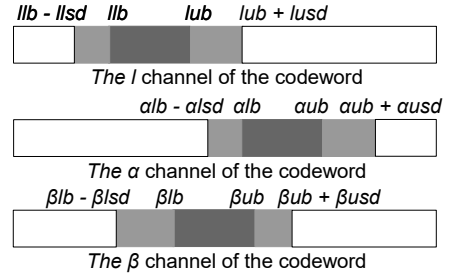 llb - llsd llb lub lub + lusd
The l channel of the codeword
αlb - αlsd αlb αub αub + αusd
The α channel of the codeword
βlb - βlsd βlb βub βub + βusd
The β channel of the codeword